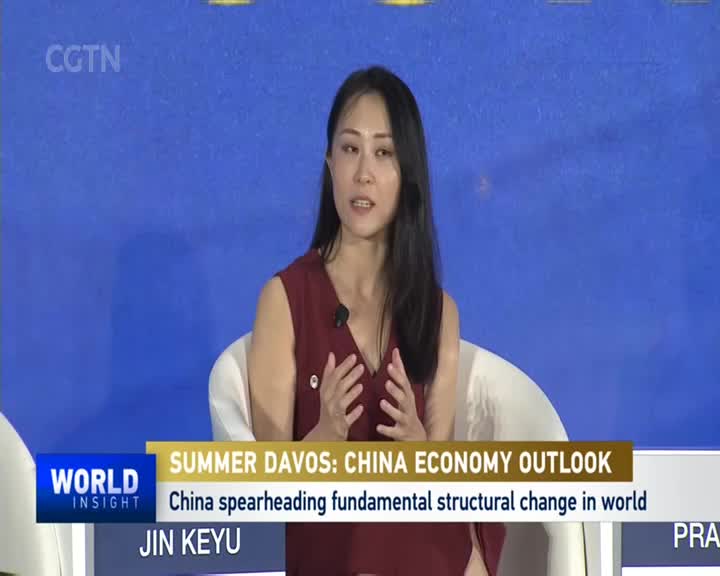 CGTN
SUMMER DAVOS: CHINA ECONOMY OUTLOOK
WORLD
INSIGHT
China spearheading fundamental structural change in world
JIN KEYU
PRA